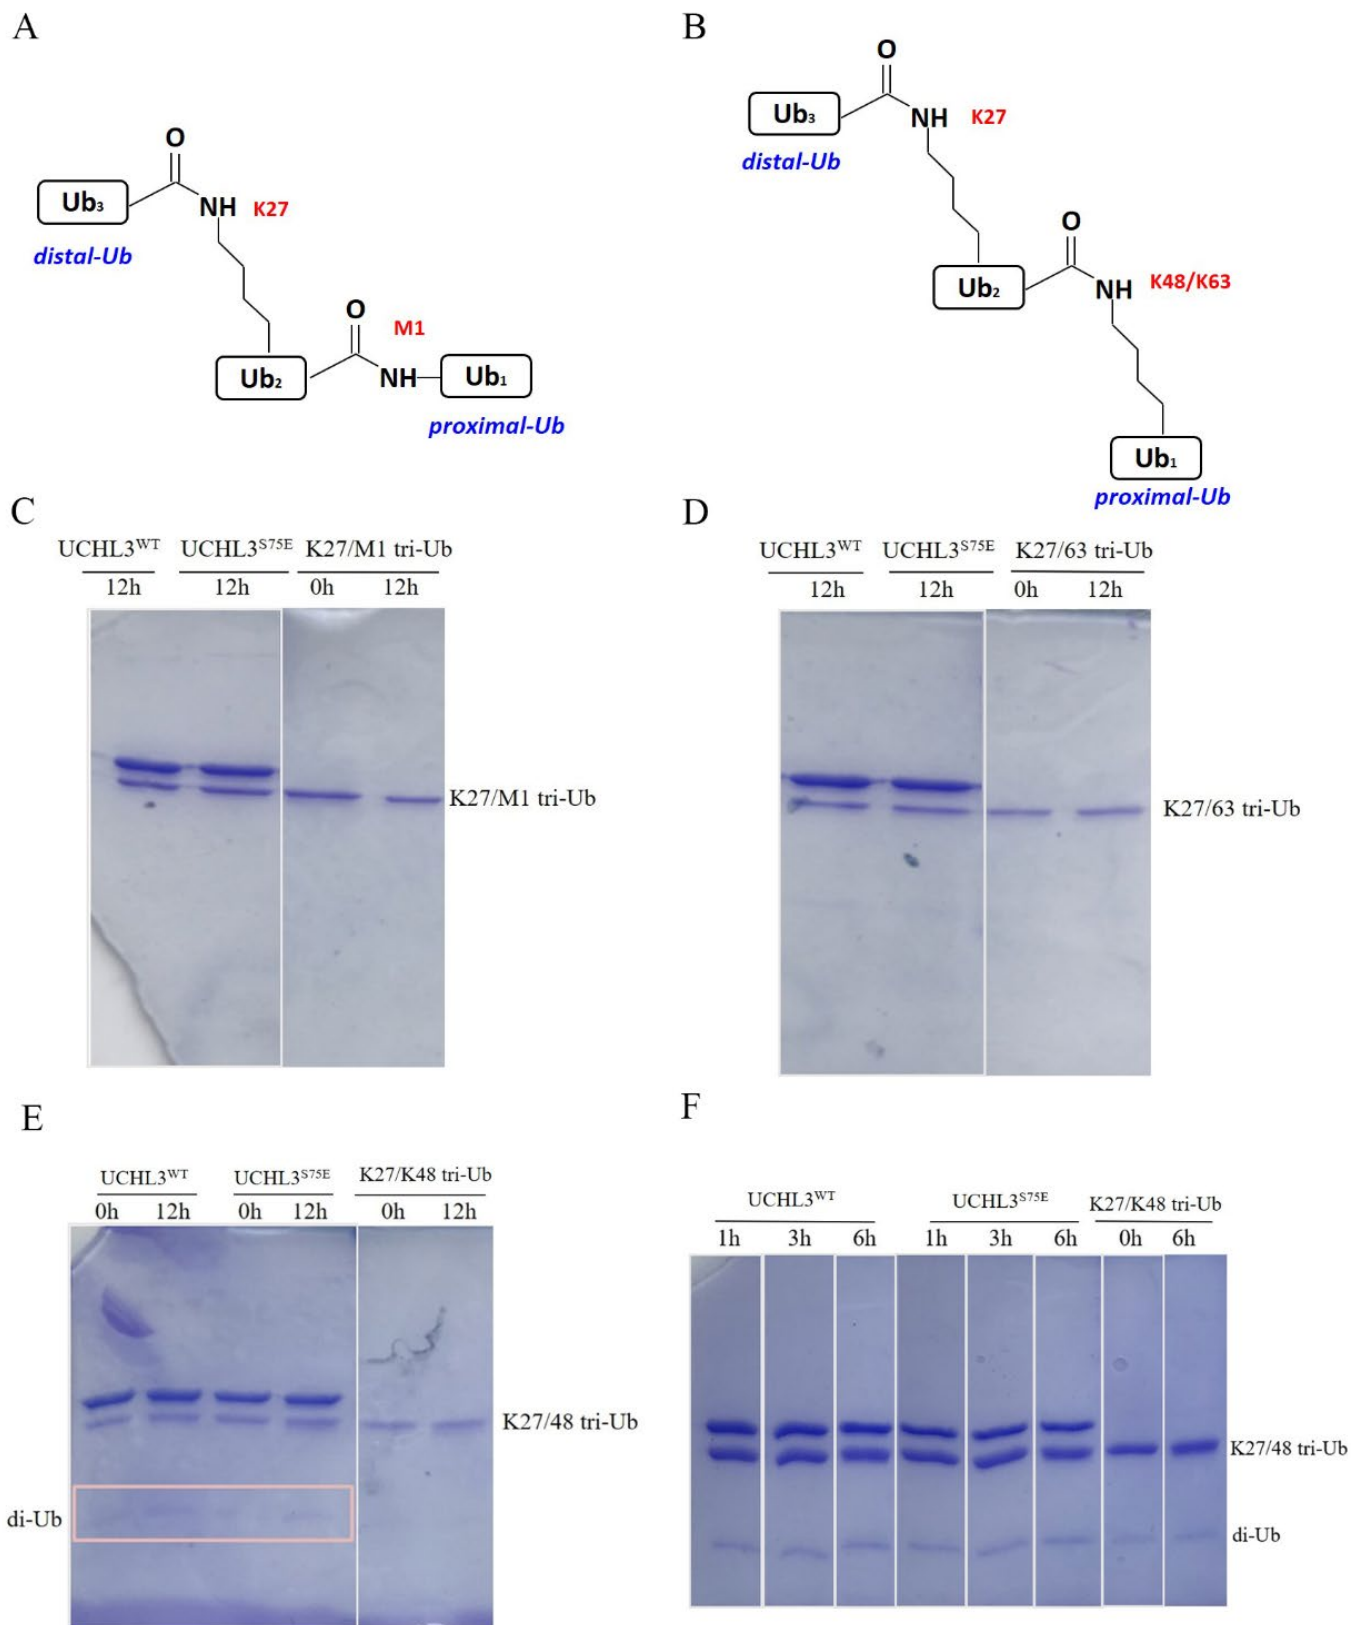 A
O
Ub₃
NH
K27
distal-Ub
O
M1
Ub₂
NH
Ub₁
proximal-Ub
B
O
Ub₃
NH
K27
distal-Ub
O
Ub₂
NH
K48/K63
Ub₁
proximal-Ub
C
UCHL3ᵂᵀ UCHL3ˢ⁷⁵ᴱ K27/M1 tri-Ub
12h 12h 0h 12h
K27/M1 tri-Ub
D
UCHL3ᵂᵀ UCHL3ˢ⁷⁵ᴱ K27/63 tri-Ub
12h 12h 0h 12h
K27/63 tri-Ub
E
UCHL3ᵂᵀ UCHL3ˢ⁷⁵ᴱ K27/K48 tri-Ub
0h 12h 0h 12h 0h 12h
K27/48 tri-Ub
di-Ub
F
UCHL3ᵂᵀ UCHL3ˢ⁷⁵ᴱ K27/K48 tri-Ub
1h 3h 6h 1h 3h 6h 0h 6h
K27/48 tri-Ub
di-Ub